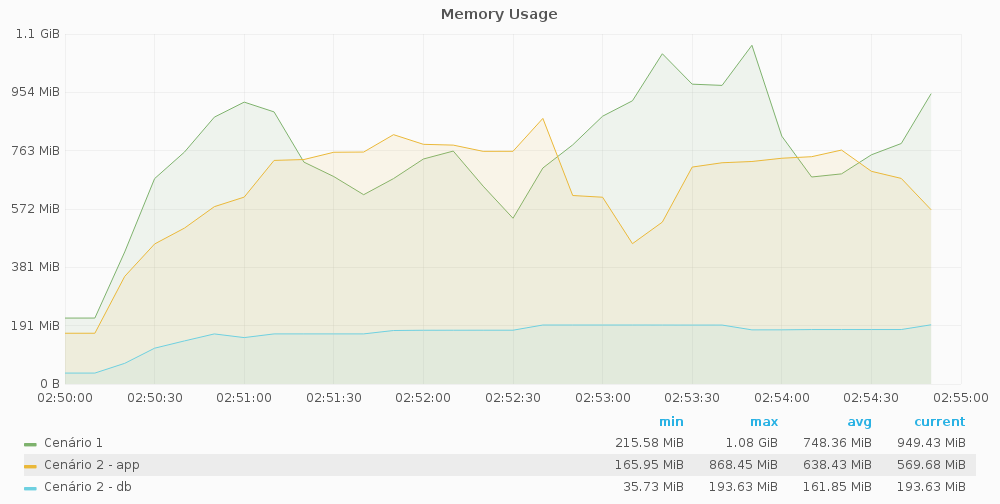 Memory Usage
1.1 GiB
954 MiB
763 MiB
572 MiB
381 MiB
191 MiB
0 B
02:50:00 02:50:30 02:51:00 02:51:30 02:52:00 02:52:30 02:53:00 02:53:30 02:54:00 02:54:30 02:55:00
min max avg current
Cenário 1 215.58 MiB 1.08 GiB 748.36 MiB 949.43 MiB
Cenário 2 - app 165.95 MiB 868.45 MiB 638.43 MiB 569.68 MiB
Cenário 2 - db 35.73 MiB 193.63 MiB 161.85 MiB 193.63 MiB